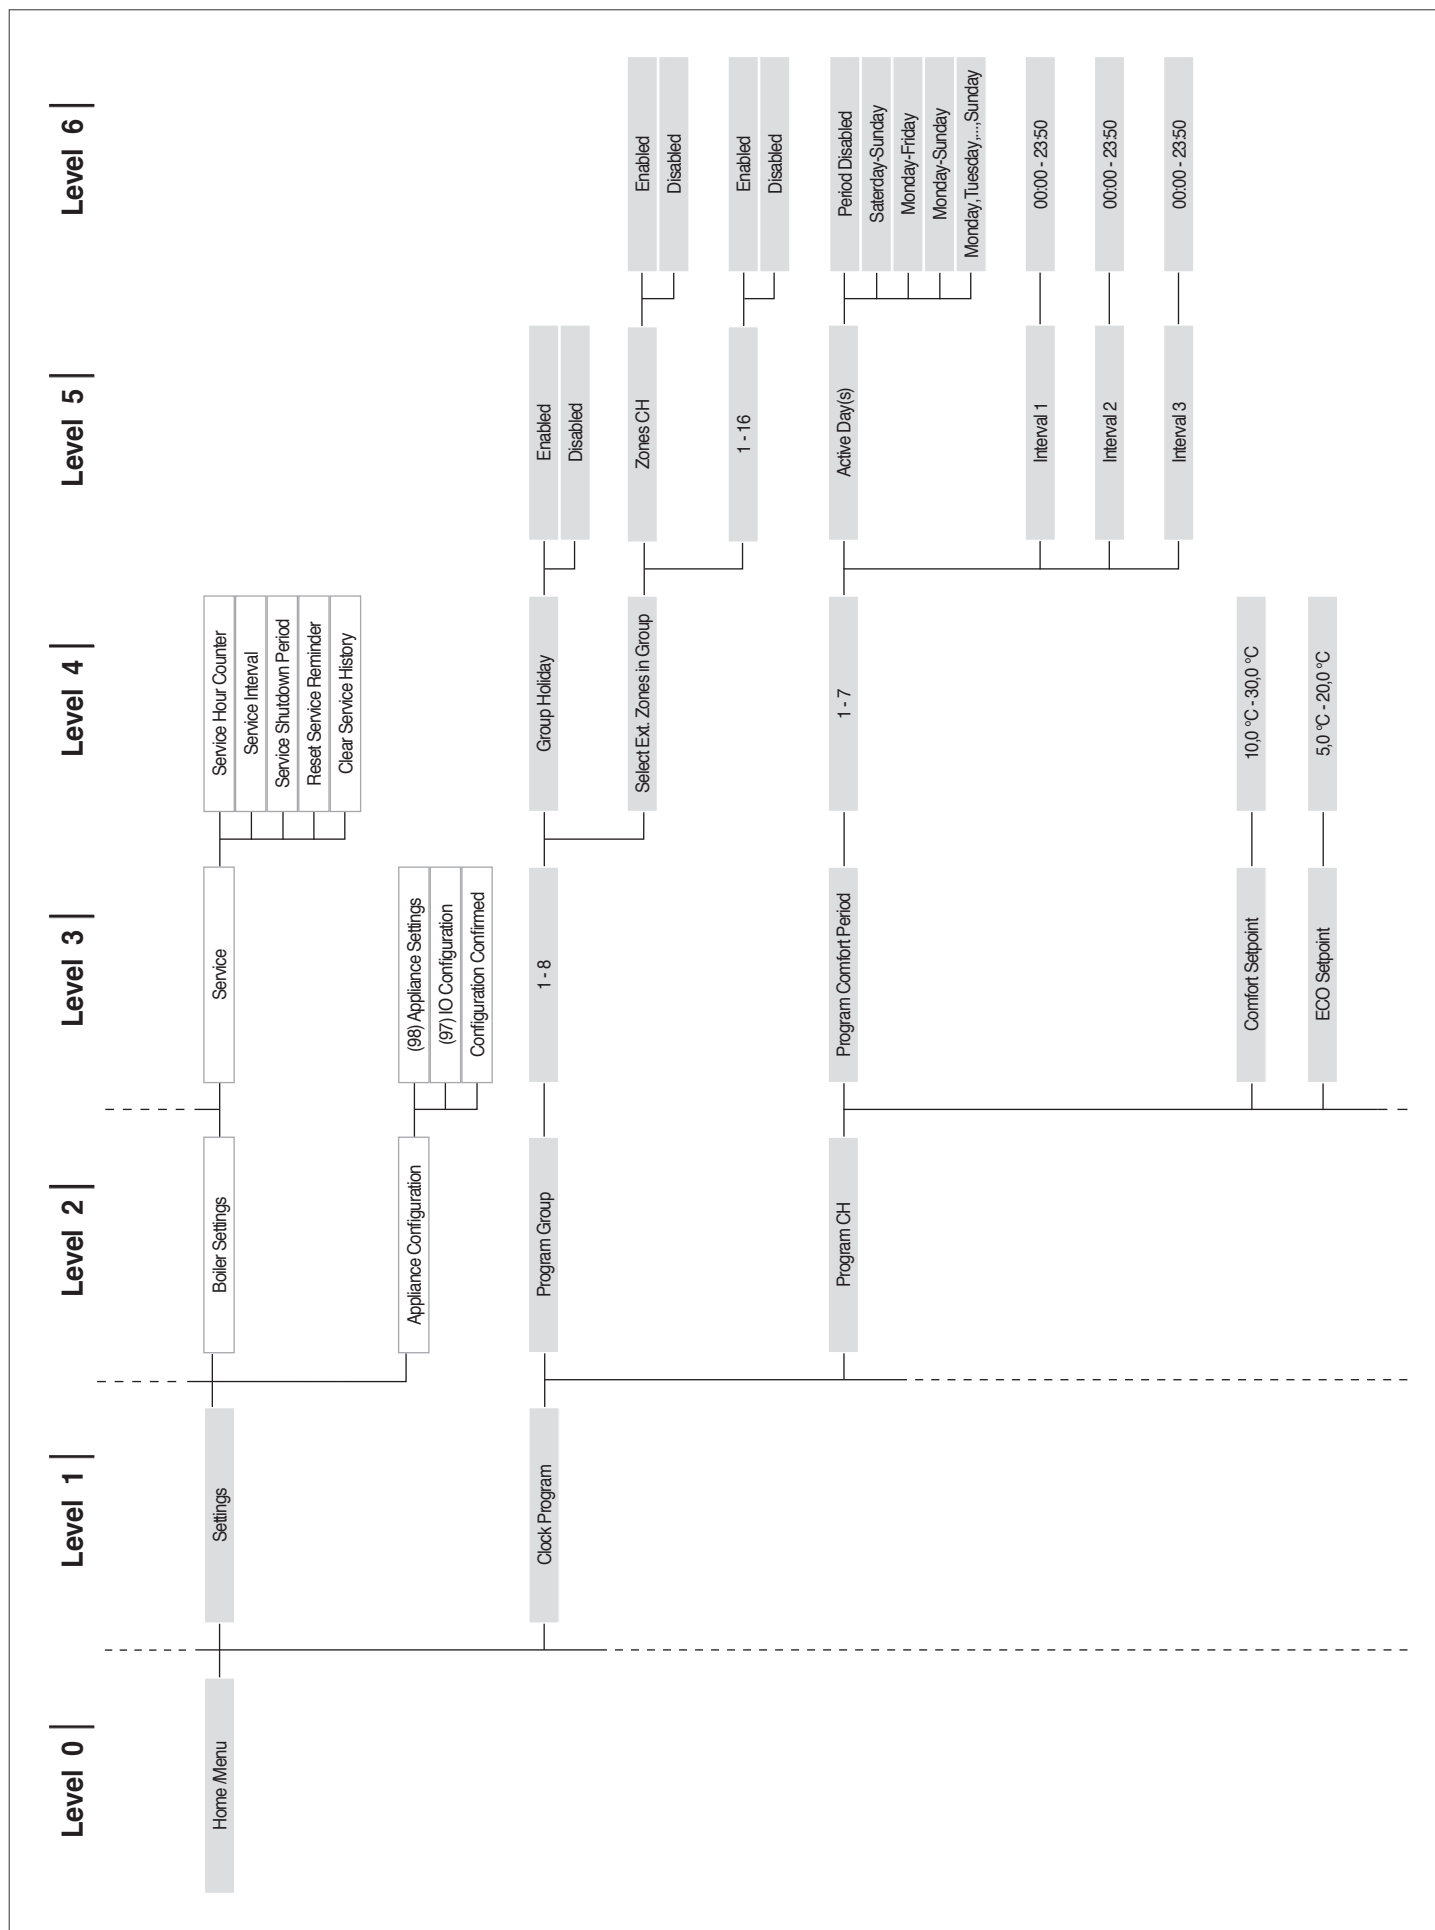 Level 0
Level 1
Level 2
Level 3
Level 4
Level 5
Level 6
Home /Menu
Settings
Boiler Settings
Service
Service Hour Counter
Service Interval
Service Shutdown Period
Reset Service Reminder
Clear Service History
Appliance Configuration
(98) Appliance Settings
(97) IO Configuration
Configuration Confirmed
Clock Program
Program Group
1 - 8
Group Holiday
Enabled
Disabled
Select Ext. Zones in Group
Zones CH
Enabled
Disabled
1 - 16
Enabled
Disabled
Program CH
Program Comfort Period
1 - 7
Active Day(s)
Period Disabled
Saterday-Sunday
Monday-Friday
Monday-Sunday
Monday,Tuesday,...,Sunday
Interval 1
00:00 - 23:50
Interval 2
00:00 - 23:50
Interval 3
00:00 - 23:50
Comfort Setpoint
10,0 °C - 30,0 °C
ECO Setpoint
5,0 °C - 20,0 °C